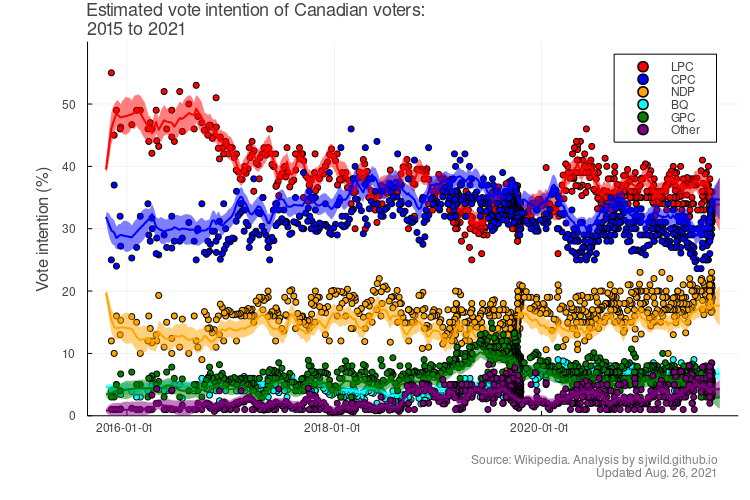 Estimated vote intention of Canadian voters:
2015 to 2021
LPC
CPC
NDP
BQ
GPC
Other
Vote intention (%)
50
40
30
20
10
0
2016-01-01
2018-01-01
2020-01-01
Source: Wikipedia. Analysis by sjwild.github.io
Updated Aug. 26, 2021